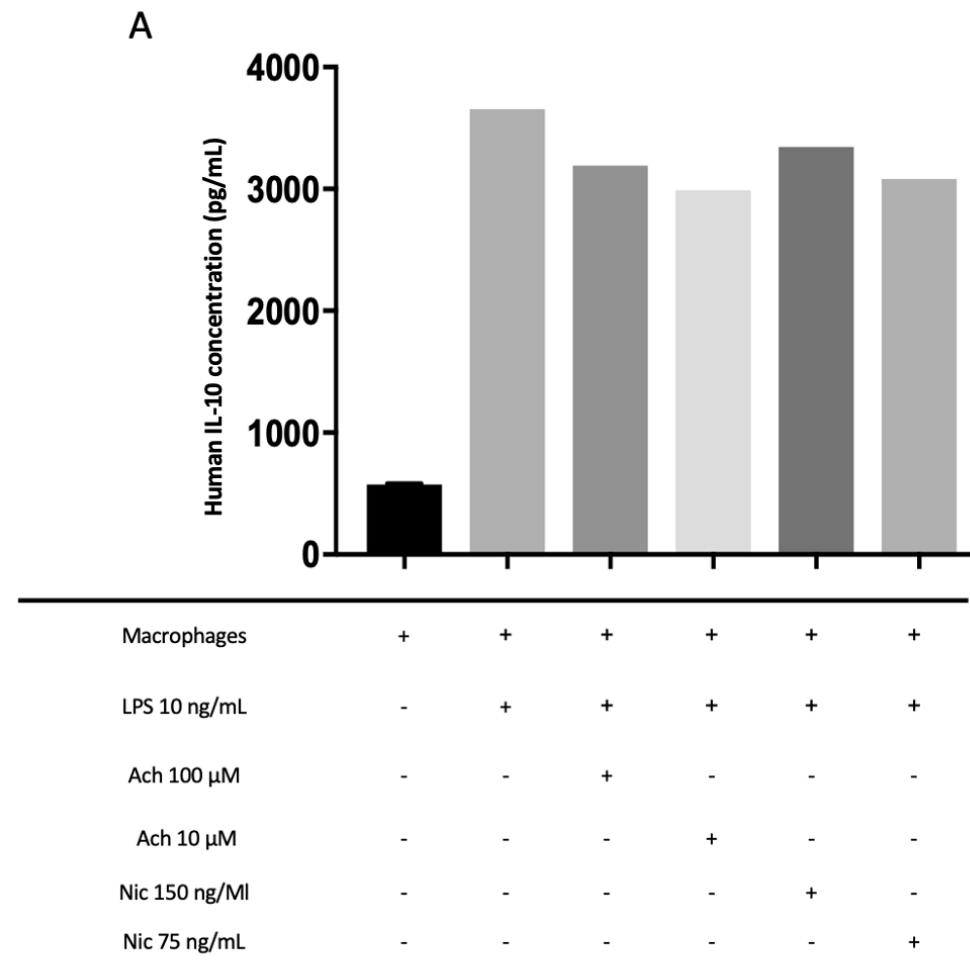 A
Human IL-10 concentration (pg/mL)
4000
3000
2000
1000
0
Macrophages + + + + + +
LPS 10 ng/mL - + + + + +
Ach 100 μM - - + - - -
Ach 10 μM - - - + - -
Nic 150 ng/Ml - - - - + -
Nic 75 ng/mL - - - - - +